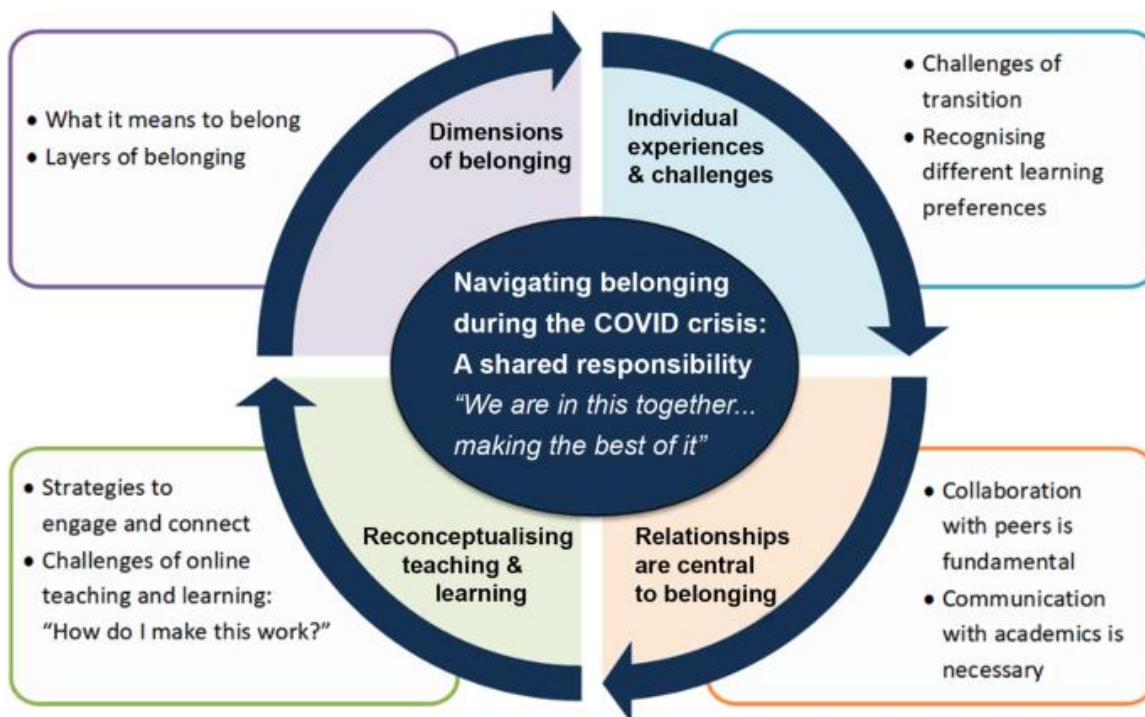 • What it means to belong
• Layers of belonging
Dimensions
of belonging
Individual
experiences
& challenges
• Challenges of
transition
• Recognising
different learning
preferences
Navigating belonging
during the COVID crisis:
A shared responsibility
“We are in this together...
making the best of it”
• Strategies to
engage and connect
• Challenges of online
teaching and learning:
“How do I make this work?”
Reconceptualising
teaching &
learning
Relationships
are central
to belonging
• Collaboration
with peers is
fundamental
• Communication
with academics is
necessary